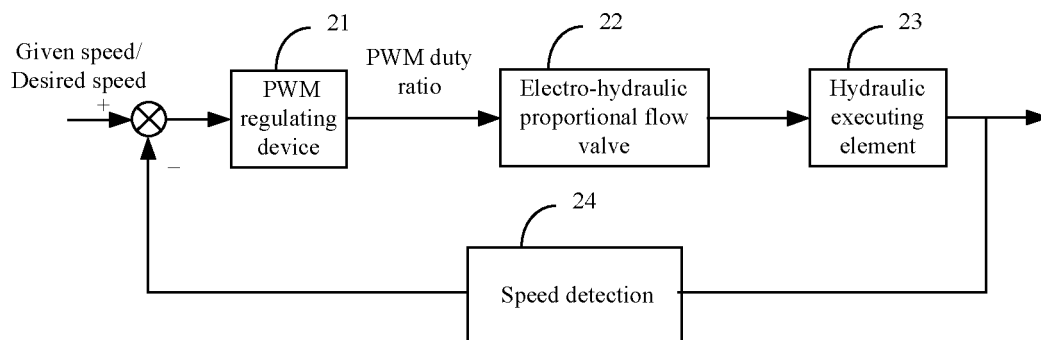 21
22
23
Given speed/
Desired speed
+
−
PWM
regulating
device
PWM duty
ratio
Electro-hydraulic
proportional flow
valve
Hydraulic
executing
element
24
Speed detection